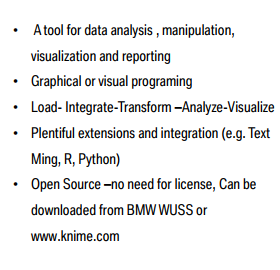 • A tool for data analysis , manipulation,
visualization and reporting
• Graphical or visual programing
• Load- Integrate-Transform –Analyze-Visualize
• Plentiful extensions and integration (e.g. Text
Ming, R, Python)
• Open Source –no need for license, Can be
downloaded from BMW WUSS or
www.knime.com